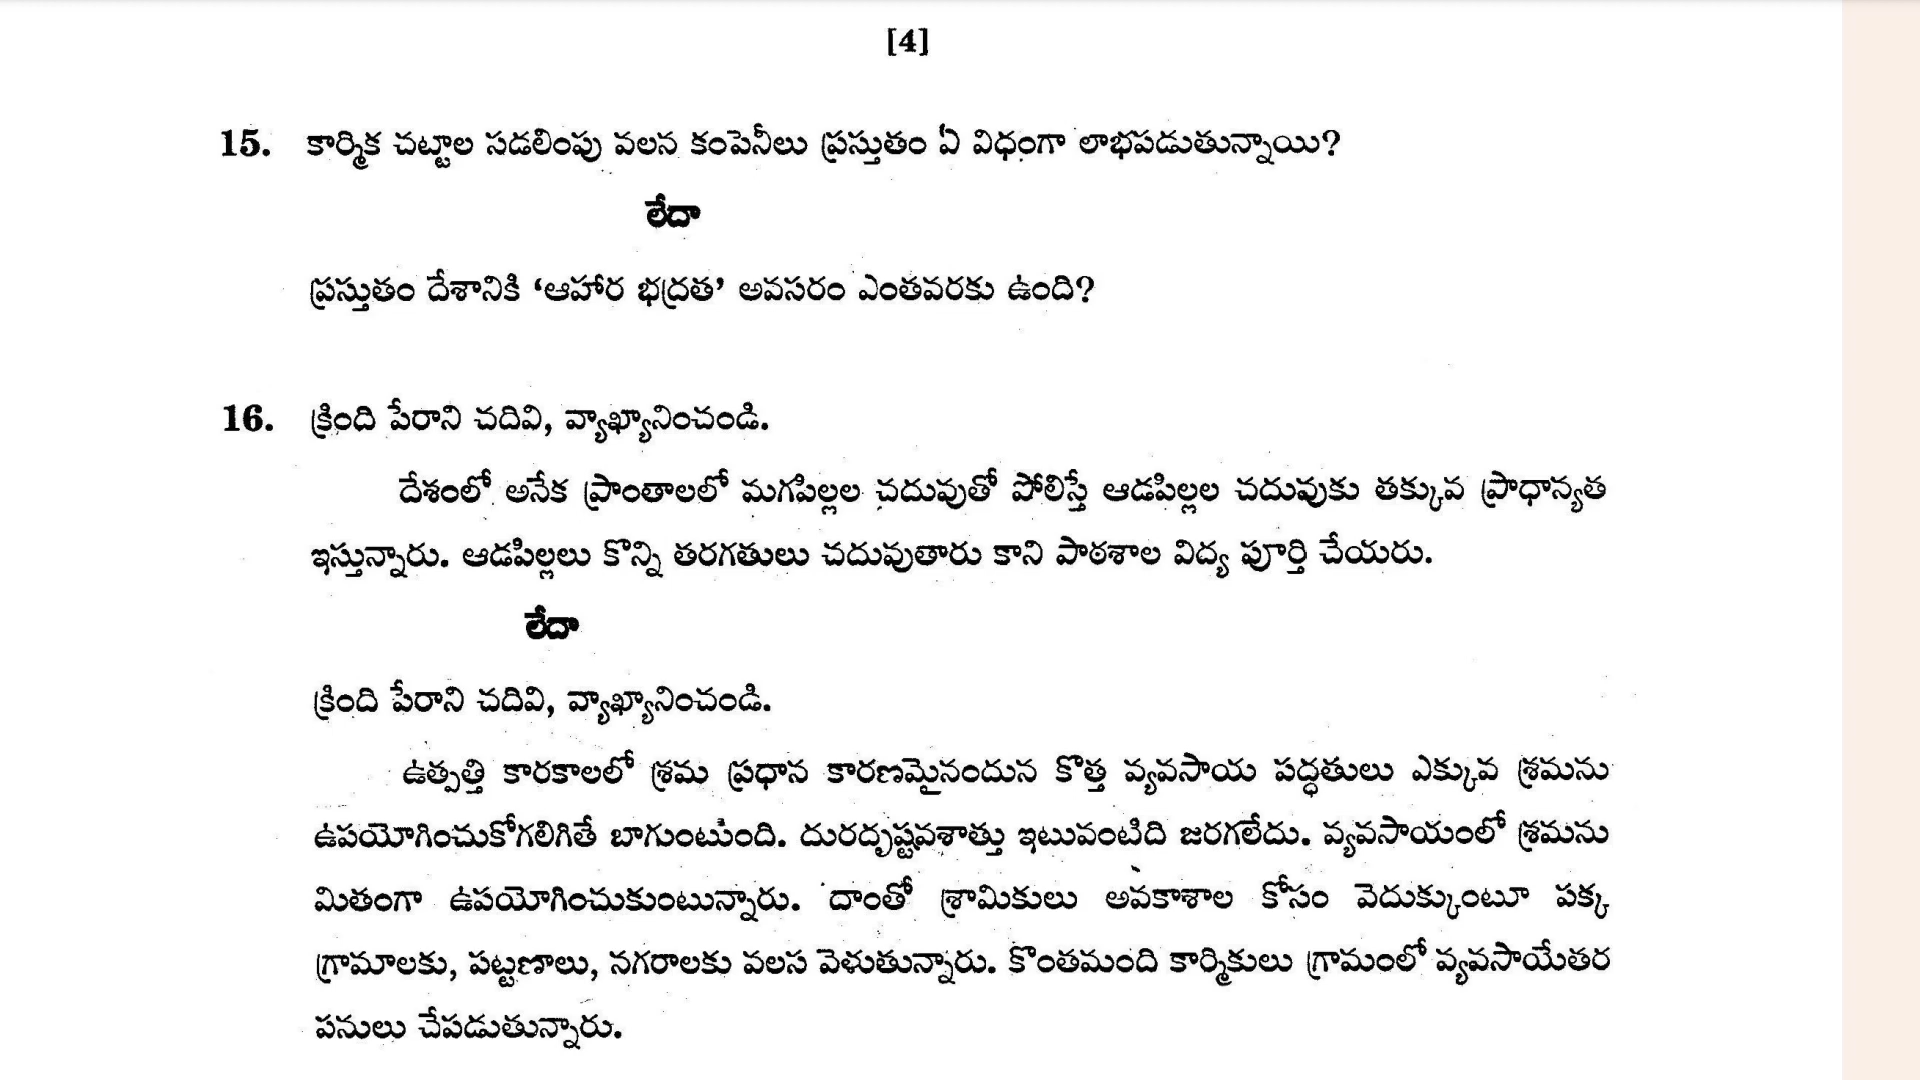 [4]
15. కార్మిక చట్టాల సడలింపు వలన కంపెనీలు ప్రస్తుతం ఏ విధంగా లాభపడుతున్నాయి?
లేదా
ప్రస్తుతం దేశానికి ‘ఆహార భద్రత’ అవసరం ఎంతవరకు ఉంది?
16. క్రింది పేరాని చదివి, వ్యాఖ్యానించండి.
దేశంలో అనేక ప్రాంతాలలో మగపిల్లల చదువుతో పోలిస్తే ఆడపిల్లల చదువుకు తక్కువ ప్రాధాన్యత
ఇస్తున్నారు. ఆడపిల్లలు కొన్ని తరగతులు చదువుతారు కాని పాఠశాల విద్య పూర్తి చేయరు.
లేదా
క్రింది పేరాని చదివి, వ్యాఖ్యానించండి.
ఉత్పత్తి కారకాలలో శ్రమ ప్రధాన కారణమైనందున కొత్త వ్యవసాయ పద్ధతులు ఎక్కువ శ్రమను
ఉపయోగించుకోగలిగితే బాగుంటుంది. దురదృష్టవశాత్తు ఇటువంటిది జరగలేదు. వ్యవసాయంలో శ్రమను
మితంగా ఉపయోగించుకుంటున్నారు. దాంతో శ్రామికులు అవకాశాల కోసం వెదుక్కుంటూ పక్క
గ్రామాలకు, పట్టణాలు, నగరాలకు వలస వెళుతున్నారు. కొంతమంది కార్మికులు గ్రామంలో వ్యవసాయేతర
పనులు చేపడుతున్నారు.